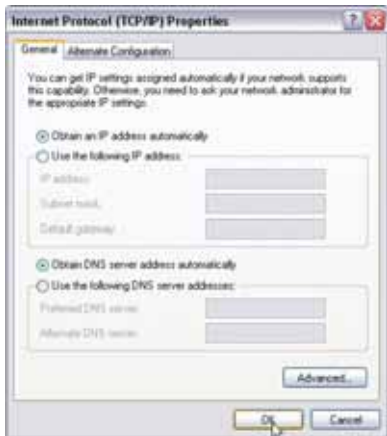 Internet Protocol (TCP/IP) Properties
General Alternate Configuration
You can get IP settings assigned automatically if your network supports
this capability. Otherwise, you need to ask your network administrator for
the appropriate IP settings.
Obtain an IP address automatically
Use the following IP address:
IP address:
Subnet mask:
Default gateway:
Obtain DNS server address automatically
Use the following DNS server addresses:
Preferred DNS server:
Alternate DNS server:
Advanced...
OK Cancel